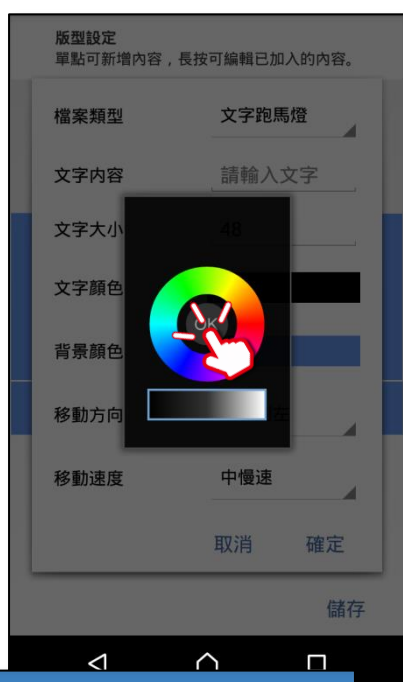 版型設定
單點可新增內容，長按可編輯已加入的內容。
檔案類型 文字跑馬燈
文字內容 請輸入文字
文字大小 48
文字顏色
OK
背景顏色
移動方向 左
移動速度 中慢速
取消 確定
儲存